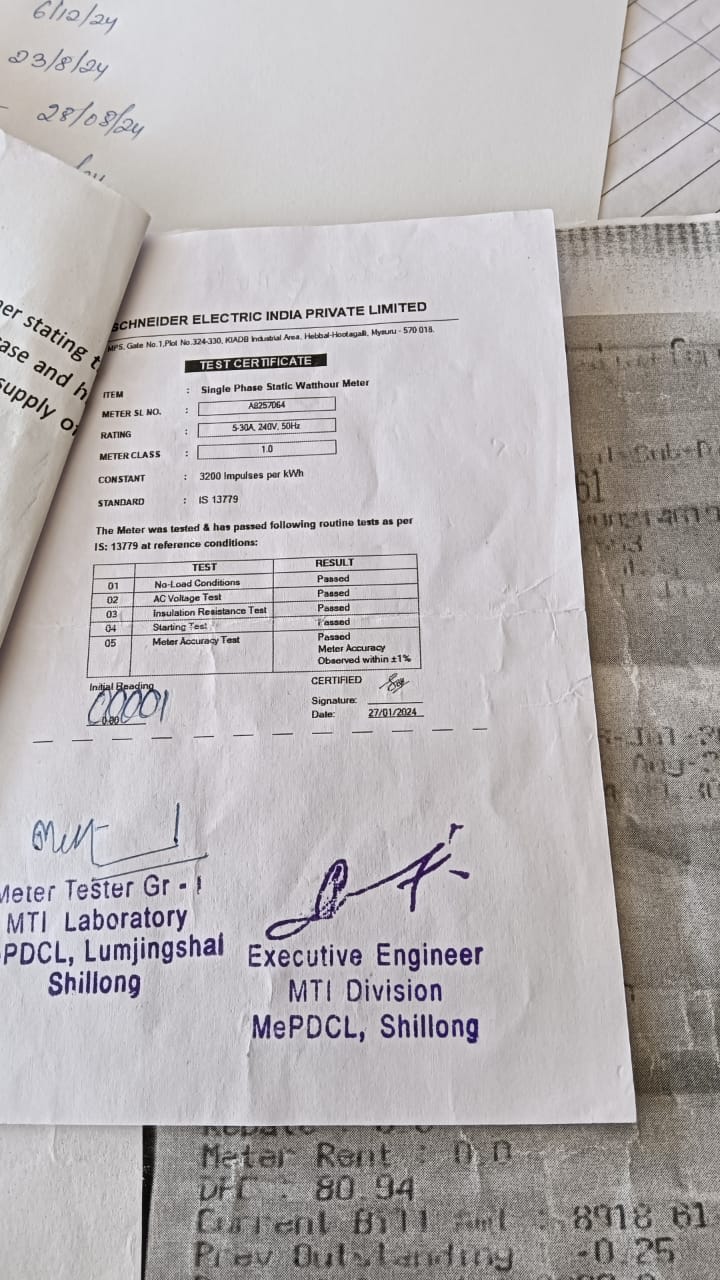 6/12/24
23/8/24
28/08/24
er stating
ase and h
supply o
SCHNEIDER ELECTRIC INDIA PRIVATE LIMITED
MPS, Gate No.1,Plot No.324-330, KIADB Industrial Area, Hebbal-Hootagalli, Mysuru - 570 018.
TEST CERTIFICATE
ITEM : Single Phase Static Watthour Meter
METER SL NO. : A8257064
RATING : 5-30A, 240V, 50Hz
METER CLASS : 1.0
CONSTANT : 3200 Impulses per kWh
STANDARD : IS 13779
The Meter was tested & has passed following routine tests as per
IS: 13779 at reference conditions:
TEST RESULT
01 No-Load Conditions Passed
02 AC Voltage Test Passed
03 Insulation Resistance Test Passed
04 Starting Test Passed
05 Meter Accuracy Test Passed
Meter Accuracy
Observed within ±1%
Initial Reading
00001
0.00
CERTIFIED
Signature:
Date: 27/01/2024
Meter Tester Gr - I
MTI Laboratory
PDCL, Lumjingshai
Shillong
Executive Engineer
MTI Division
MePDCL, Shillong
61
Meter Rent : 0.0
DPC : 80.94
Current Bill Amt : 8918.61
Prev Outstanding : -0.25